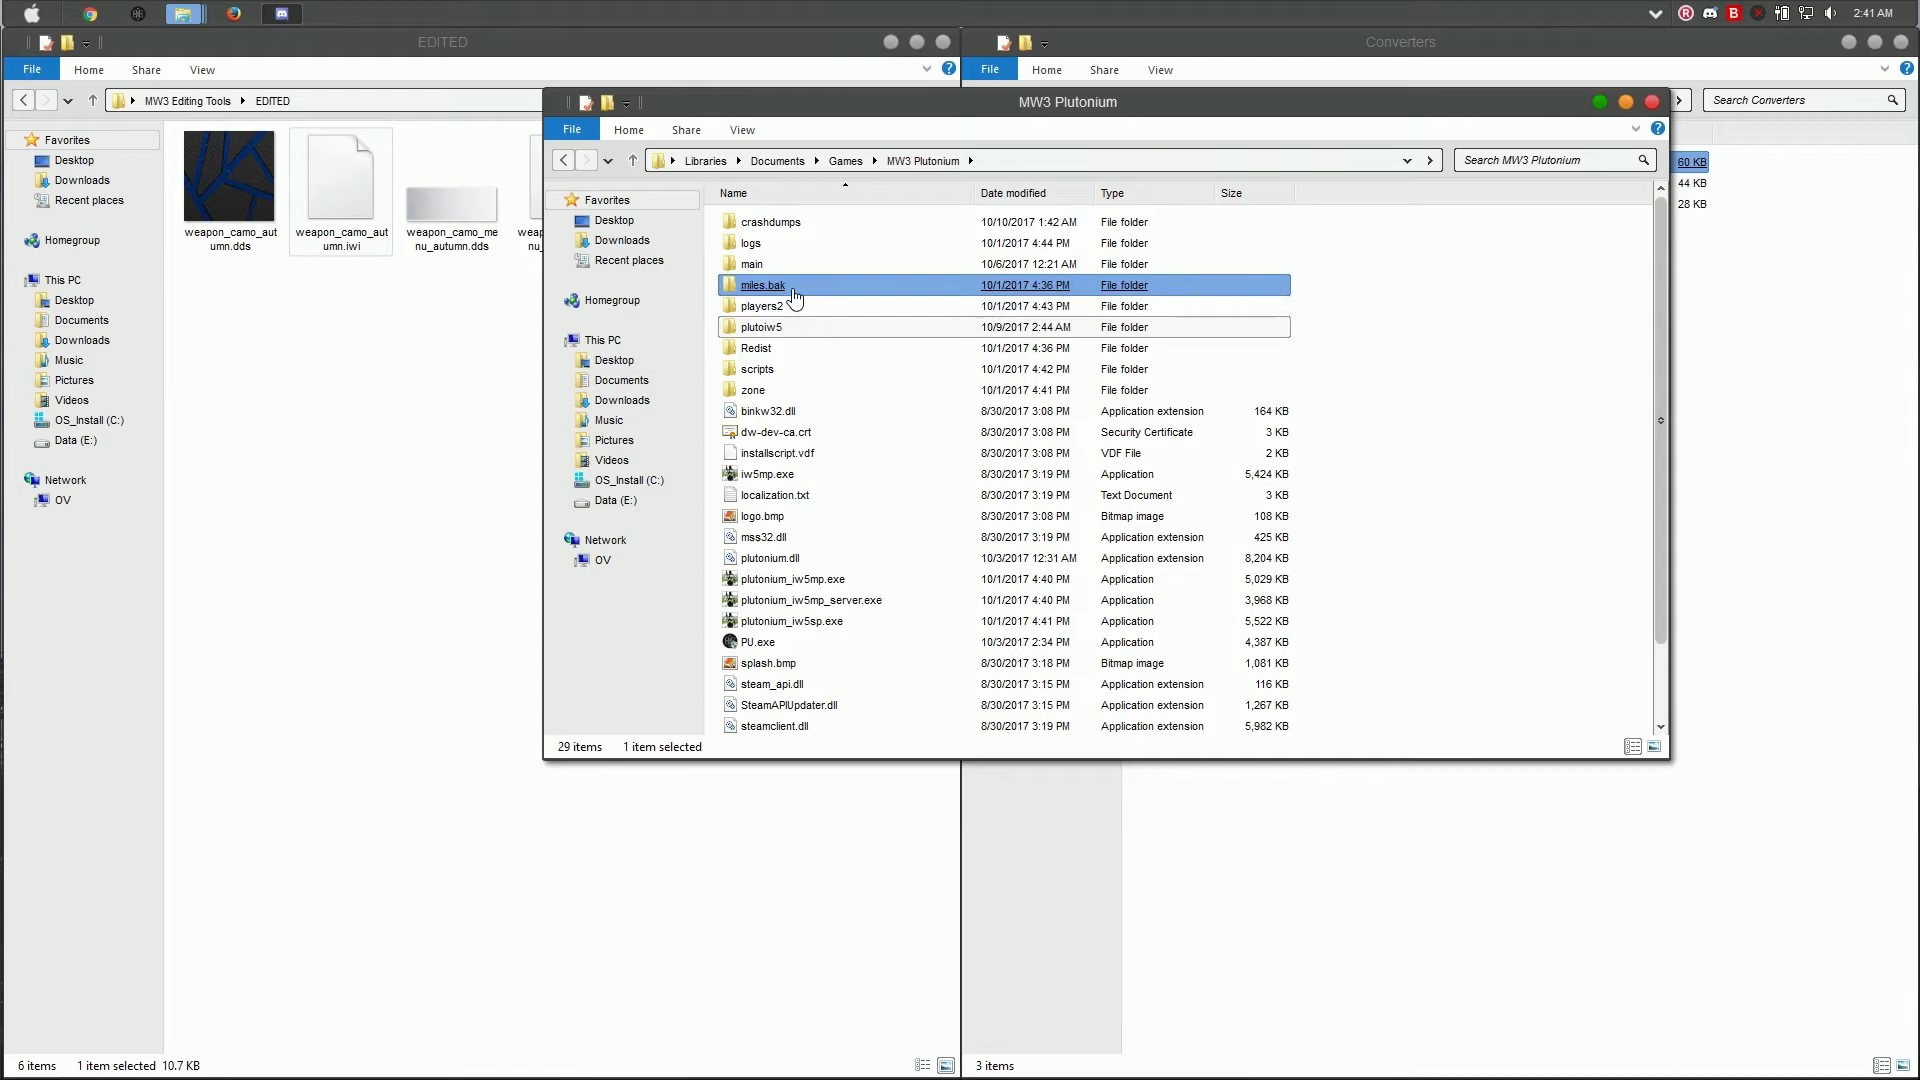 2:41 AM
EDITED
File Home Share View
MW3 Editing Tools EDITED
Favorites
Desktop
Downloads
Recent places
Homegroup
This PC
Desktop
Documents
Downloads
Music
Pictures
Videos
OS_Install (C:)
Data (E:)
Network
OV
weapon_camo_aut
umn.dds
weapon_camo_aut
umn.iwi
weapon_camo_me
nu_autumn.dds
6 items 1 item selected 10.7 KB
Converters
File Home Share View
Search Converters
60 KB
44 KB
28 KB
3 items
MW3 Plutonium
File Home Share View
Libraries Documents Games MW3 Plutonium
Search MW3 Plutonium
Favorites
Desktop
Downloads
Recent places
Homegroup
This PC
Desktop
Documents
Downloads
Music
Pictures
Videos
OS_Install (C:)
Data (E:)
Network
OV
Name Date modified Type Size
crashdumps 10/10/2017 1:42 AM File folder
logs 10/1/2017 4:44 PM File folder
main 10/6/2017 12:21 AM File folder
miles.bak 10/1/2017 4:36 PM File folder
players2 10/1/2017 4:43 PM File folder
plutoiw5 10/9/2017 2:44 AM File folder
Redist 10/1/2017 4:36 PM File folder
scripts 10/1/2017 4:42 PM File folder
zone 10/1/2017 4:41 PM File folder
binkw32.dll 8/30/2017 3:08 PM Application extension 164 KB
dw-dev-ca.crt 8/30/2017 3:08 PM Security Certificate 3 KB
installscript.vdf 8/30/2017 3:08 PM VDF File 2 KB
iw5mp.exe 8/30/2017 3:19 PM Application 5,424 KB
localization.txt 8/30/2017 3:19 PM Text Document 3 KB
logo.bmp 8/30/2017 3:08 PM Bitmap image 108 KB
mss32.dll 8/30/2017 3:19 PM Application extension 425 KB
plutonium.dll 10/3/2017 12:31 AM Application extension 8,204 KB
plutonium_iw5mp.exe 10/1/2017 4:40 PM Application 5,029 KB
plutonium_iw5mp_server.exe 10/1/2017 4:40 PM Application 3,968 KB
plutonium_iw5sp.exe 10/1/2017 4:41 PM Application 5,522 KB
PU.exe 10/3/2017 2:34 PM Application 4,387 KB
splash.bmp 8/30/2017 3:18 PM Bitmap image 1,081 KB
steam_api.dll 8/30/2017 3:15 PM Application extension 116 KB
SteamAPIUpdater.dll 8/30/2017 3:15 PM Application extension 1,267 KB
steamclient.dll 8/30/2017 3:19 PM Application extension 5,982 KB
29 items 1 item selected